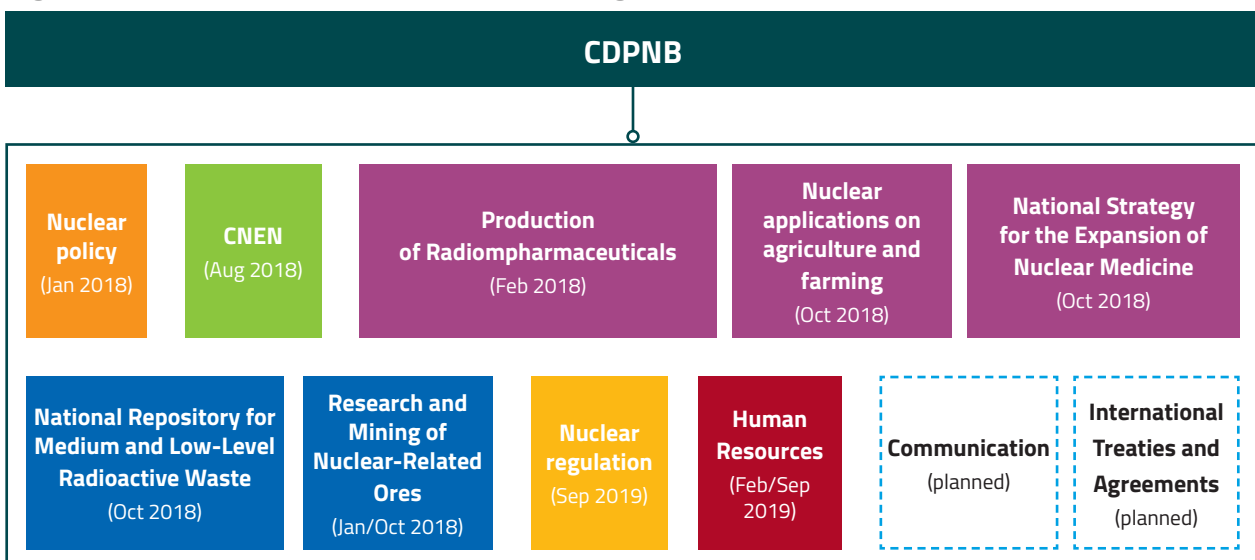 CDPNB
Nuclear
policy
(Jan 2018)
CNEN
(Aug 2018)
Production
of Radiompharmaceuticals
(Feb 2018)
Nuclear
applications on
agriculture and
farming
(Oct 2018)
National Strategy
for the Expansion of
Nuclear Medicine
(Oct 2018)
National Repository for
Medium and Low-Level
Radioactive Waste
(Oct 2018)
Research and
Mining of
Nuclear-Related
Ores
(Jan/Oct 2018)
Nuclear
regulation
(Sep 2019)
Human
Resources
(Feb/Sep
2019)
Communication
(planned)
International
Treaties and
Agreements
(planned)